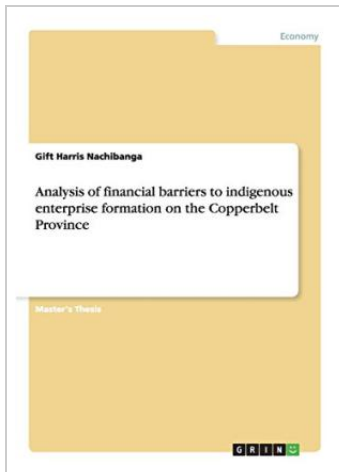 Economy
Gift Harris Nachibanga
Analysis of financial barriers to indigenous
enterprise formation on the Copperbelt
Province
Master's Thesis
GRIN